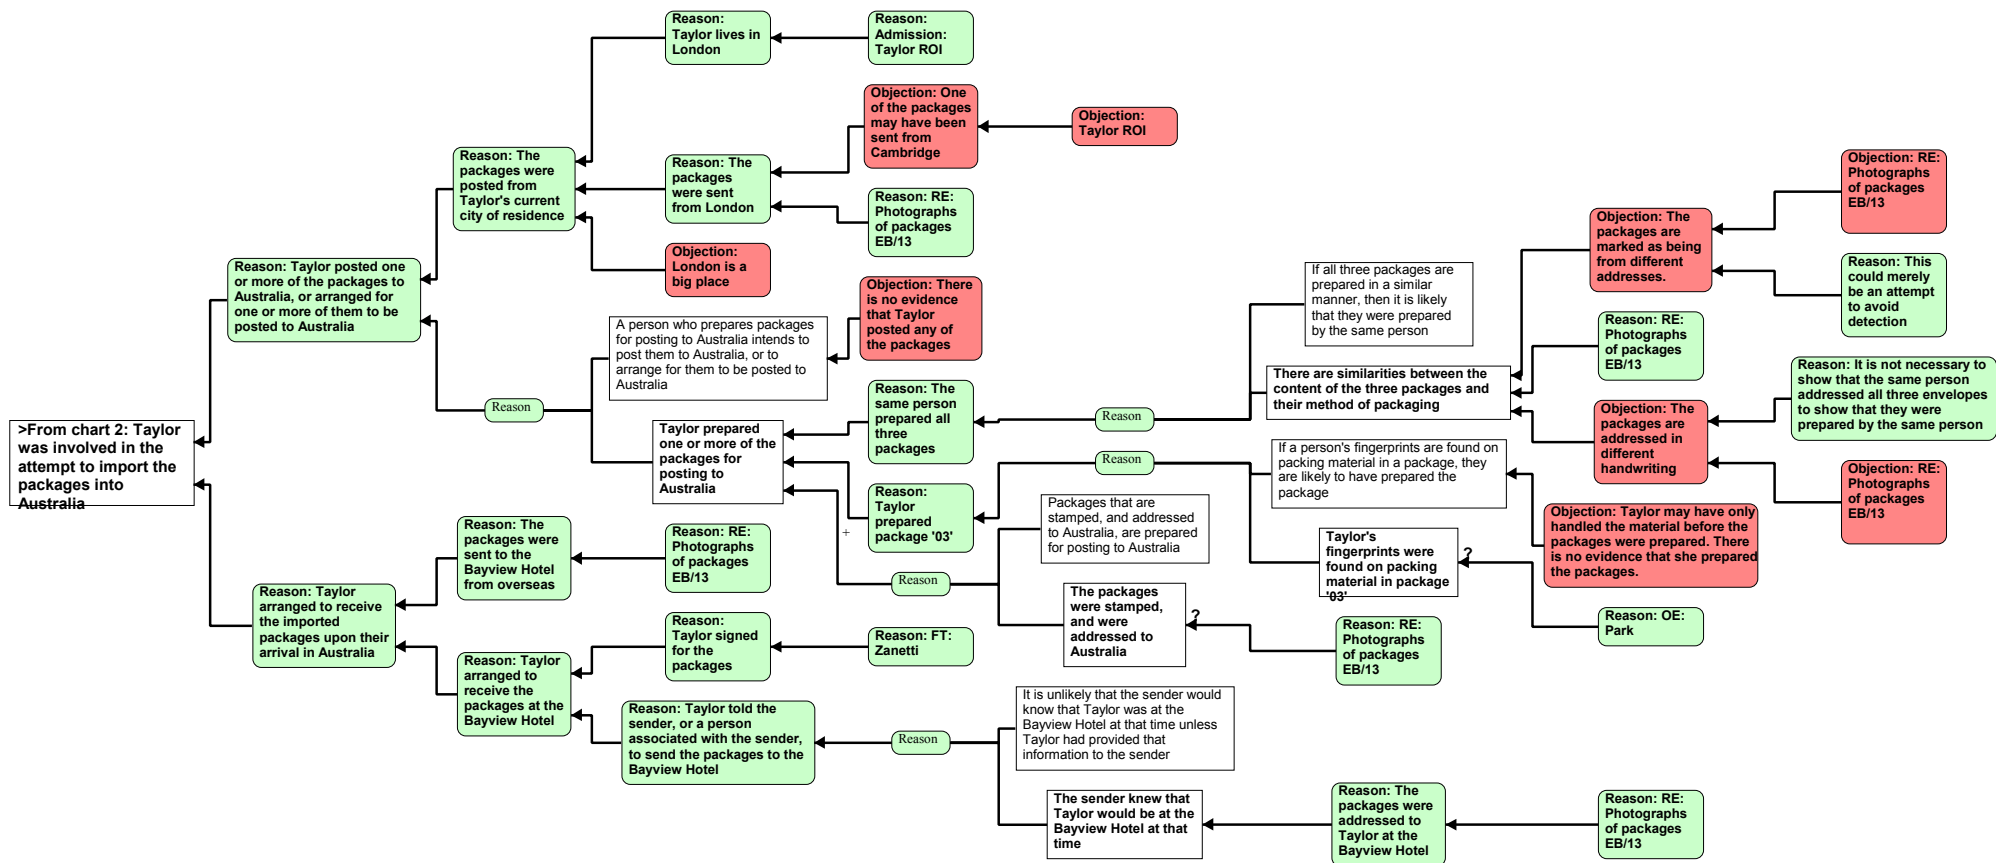 Reason:
Taylor lives in
London
Reason:
Admission:
Taylor ROI
Objection: One
of the packages
may have been
sent from
Cambridge
Objection:
Taylor ROI
Reason: The
packages were
posted from
Taylor's current
city of residence
Reason: The
packages
were sent
from London
Reason: RE:
Photographs
of packages
EB/13
Objection:
London is a
big place
Reason: Taylor posted one
or more of the packages to
Australia, or arranged for
one or more of them to be
posted to Australia
Objection: There
is no evidence
that Taylor
posted any of
the packages
A person who prepares packages
for posting to Australia intends to
post them to Australia, or to
arrange for them to be posted to
Australia
Reason
Reason: The
same person
prepared all
three
packages
Taylor prepared
one or more of the
packages for
posting to
Australia
Reason:
Taylor
prepared
package '03'
+
>From chart 2: Taylor
was involved in the
attempt to import the
packages into
Australia
Reason
If all three packages are
prepared in a similar
manner, then it is likely
that they were prepared
by the same person
There are similarities between the
content of the three packages and
their method of packaging
Objection: The
packages are
marked as being
from different
addresses.
Objection: RE:
Photographs
of packages
EB/13
Reason: This
could merely
be an attempt
to avoid
detection
Reason: RE:
Photographs
of packages
EB/13
Reason: It is not necessary to
show that the same person
addressed all three envelopes
to show that they were
prepared by the same person
Objection: The
packages are
addressed in
different
handwriting
Objection: RE:
Photographs
of packages
EB/13
Reason
If a person's fingerprints are found on
packing material in a package, they
are likely to have prepared the
package
Objection: Taylor may have only
handled the material before the
packages were prepared. There
is no evidence that she prepared
the packages.
Taylor's
fingerprints were
found on packing
material in package
'03'
?
Reason: OE:
Park
Reason
Packages that are
stamped, and addressed
to Australia, are prepared
for posting to Australia
The packages
were stamped,
and were
addressed to
Australia
?
Reason: RE:
Photographs
of packages
EB/13
Reason: The
packages were
sent to the
Bayview Hotel
from overseas
Reason: RE:
Photographs
of packages
EB/13
Reason: Taylor
arranged to receive
the imported
packages upon their
arrival in Australia
Reason: Taylor
arranged to
receive the
packages at the
Bayview Hotel
Reason:
Taylor signed
for the
packages
Reason: FT:
Zanetti
Reason: Taylor told the
sender, or a person
associated with the sender,
to send the packages to the
Bayview Hotel
Reason
It is unlikely that the sender would
know that Taylor was at the
Bayview Hotel at that time unless
Taylor had provided that
information to the sender
The sender knew that
Taylor would be at the
Bayview Hotel at that
time
Reason: The
packages were
addressed to
Taylor at the
Bayview Hotel
Reason: RE:
Photographs
of packages
EB/13